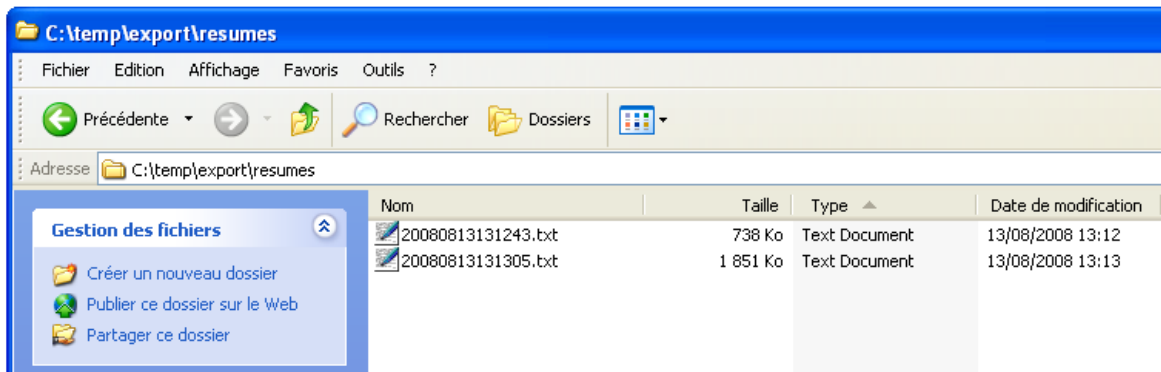 C:\temp\export\resumes
Fichier Edition Affichage Favoris Outils ?
Précédente Rechercher Dossiers
Adresse C:\temp\export\resumes
Nom Taille Type Date de modification
Gestion des fichiers
20080813131243.txt 738 Ko Text Document 13/08/2008 13:12
20080813131305.txt 1 851 Ko Text Document 13/08/2008 13:13
Créer un nouveau dossier
Publier ce dossier sur le Web
Partager ce dossier